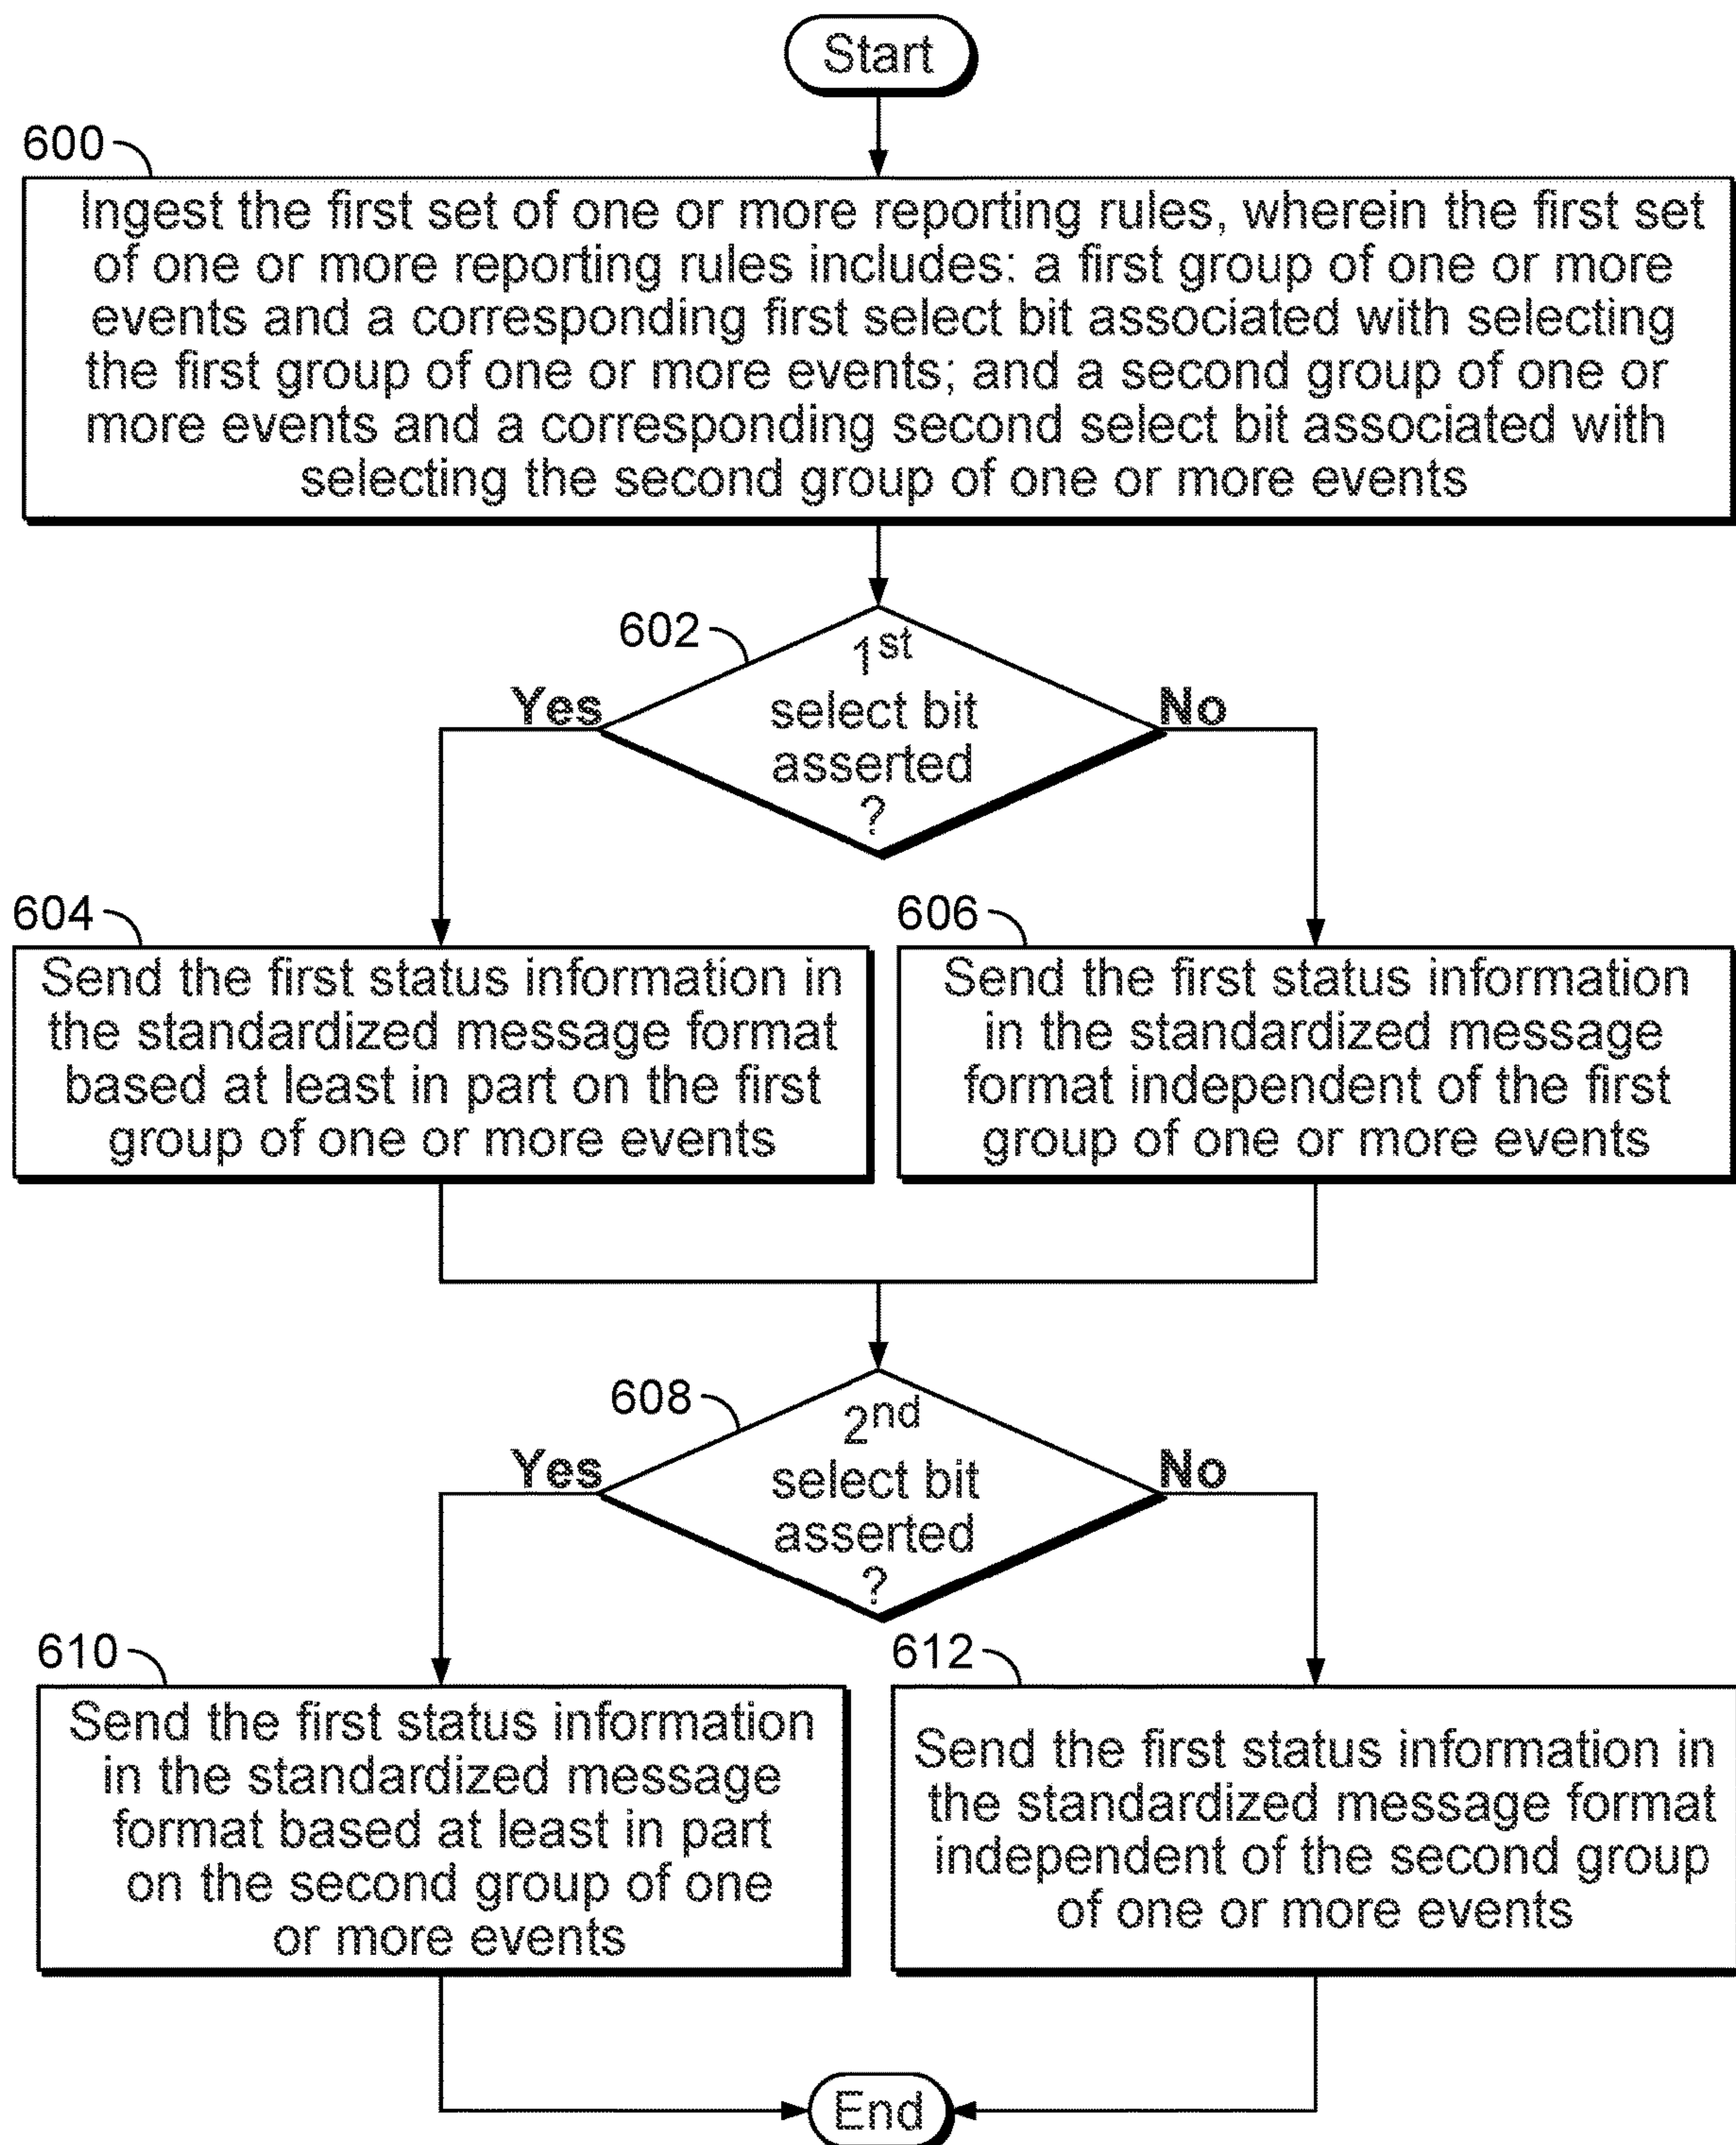 Start
600
Ingest the first set of one or more reporting rules, wherein the first set
of one or more reporting rules includes: a first group of one or more
events and a corresponding first select bit associated with selecting
the first group of one or more events; and a second group of one or
more events and a corresponding second select bit associated with
selecting the second group of one or more events
602
1st
select bit
asserted
?
Yes
No
604
Send the first status information in
the standardized message format
based at least in part on the first
group of one or more events
606
Send the first status information
in the standardized message
format independent of the first
group of one or more events
608
2nd
select bit
asserted
?
Yes
No
610
Send the first status information
in the standardized message
format based at least in part
on the second group of one
or more events
612
Send the first status information in
the standardized message format
independent of the second group
of one or more events
End